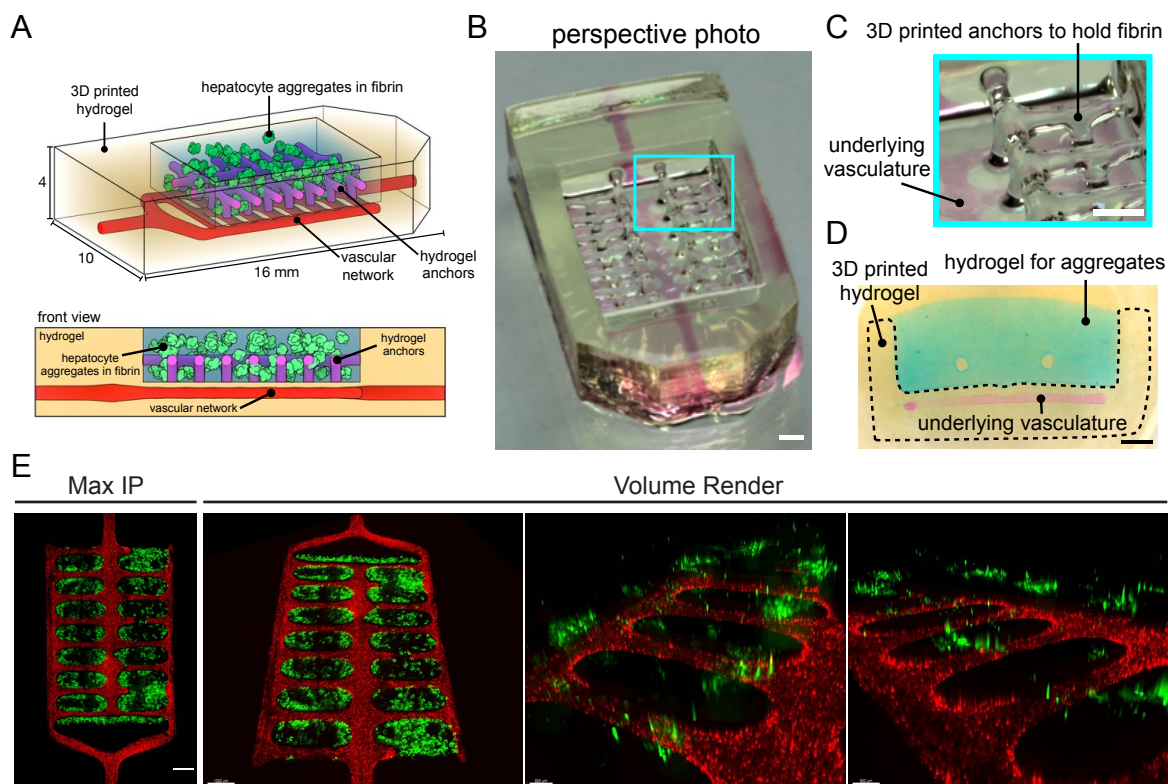 A
3D printed
hydrogel
hepatocyte aggregates in fibrin
4
10
16 mm
vascular
network
hydrogel
anchors
front view
hydrogel
hepatocyte
aggregates in fibrin
hydrogel
anchors
vascular network
B
perspective photo
C
3D printed anchors to hold fibrin
underlying
vasculature
D
3D printed
hydrogel
hydrogel for aggregates
underlying vasculature
E
Max IP
Volume Render